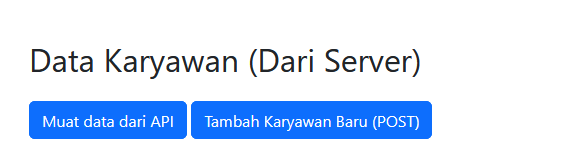 Data Karyawan (Dari Server)
Muat data dari API Tambah Karyawan Baru (POST)